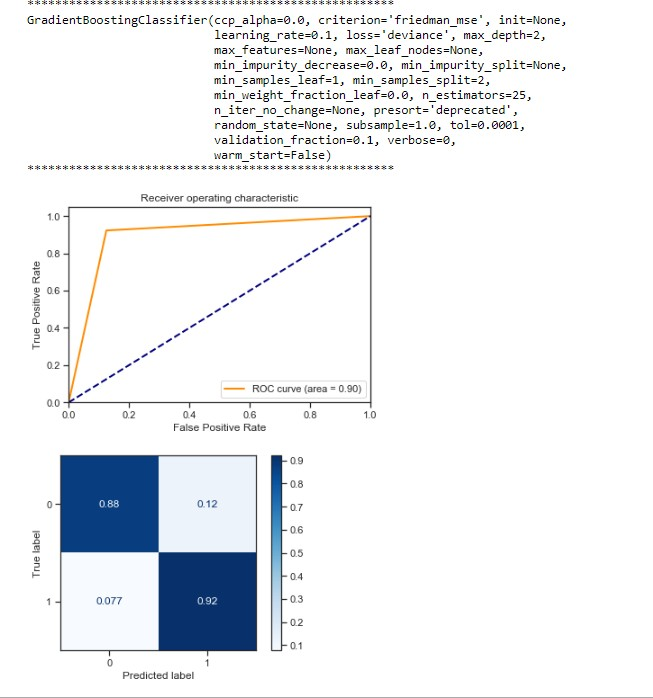 *****************************************************
GradientBoostingClassifier(ccp_alpha=0.0, criterion='friedman_mse', init=None,
learning_rate=0.1, loss='deviance', max_depth=2,
max_features=None, max_leaf_nodes=None,
min_impurity_decrease=0.0, min_impurity_split=None,
min_samples_leaf=1, min_samples_split=2,
min_weight_fraction_leaf=0.0, n_estimators=25,
n_iter_no_change=None, presort='deprecated',
random_state=None, subsample=1.0, tol=0.0001,
validation_fraction=0.1, verbose=0,
warm_start=False)
*****************************************************
Receiver operating characteristic
1.0
0.8
0.6
0.4
0.2
0.0
True Positive Rate
ROC curve (area = 0.90)
0.0 0.2 0.4 0.6 0.8 1.0
False Positive Rate
True label
0
1
0.88 0.12
0.077 0.92
0 1
Predicted label
0.9
0.8
0.7
0.6
0.5
0.4
0.3
0.2
0.1